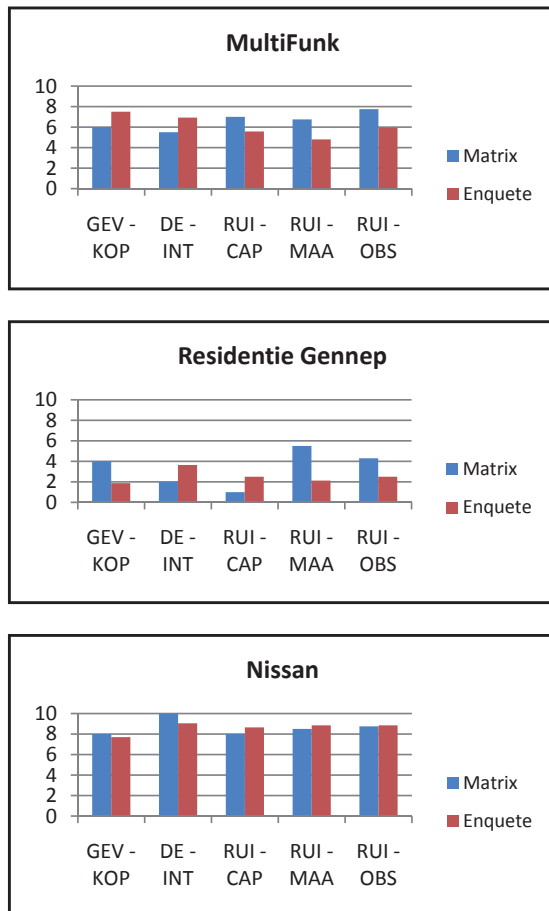 MultiFunk
10
8
6
4
2
0
GEV - KOP
DE - INT
RUI - CAP
RUI - MAA
RUI - OBS
Matrix
Enquete
Residentie Gennep
10
8
6
4
2
0
GEV - KOP
DE - INT
RUI - CAP
RUI - MAA
RUI - OBS
Matrix
Enquete
Nissan
10
8
6
4
2
0
GEV - KOP
DE - INT
RUI - CAP
RUI - MAA
RUI - OBS
Matrix
Enquete